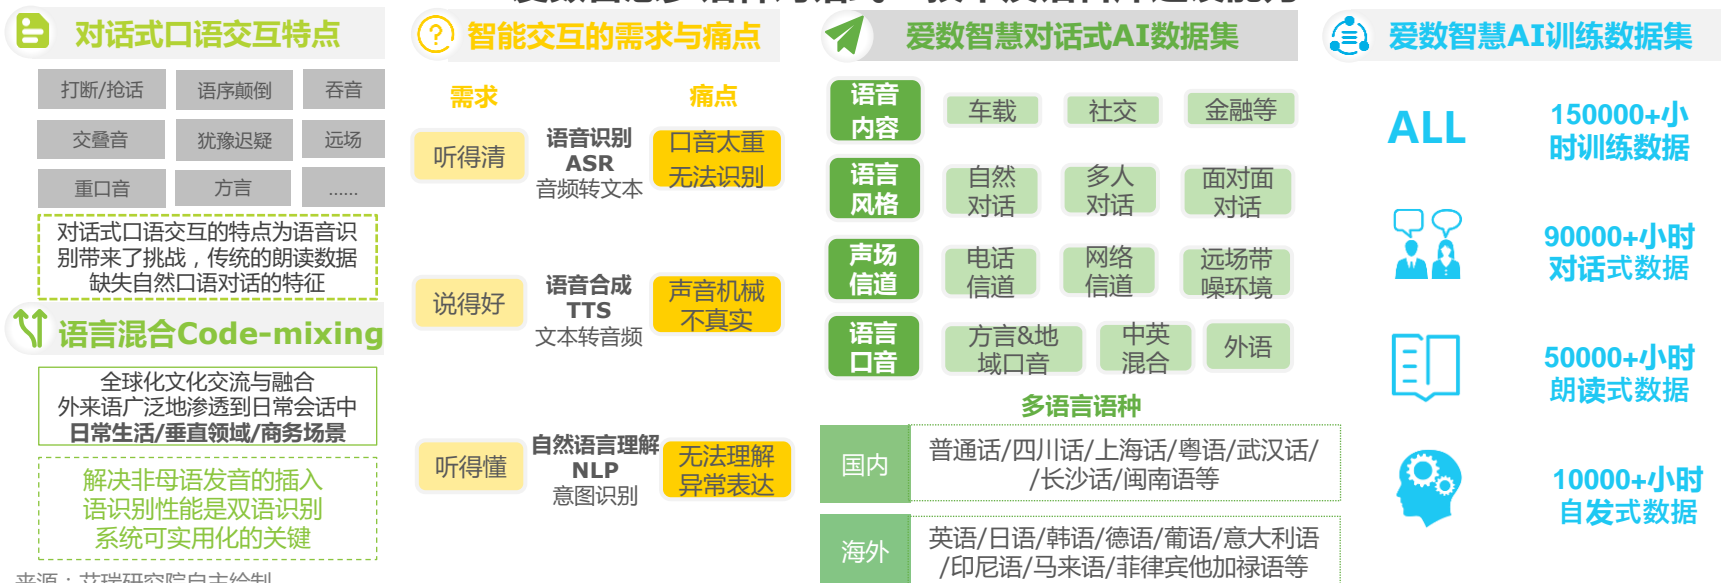 对话式口语交互特点
打断/抢话
语序颠倒
吞音
交叠音
犹豫迟疑
远场
重口音
方言
......
对话式口语交互的特点为语音识
别带来了挑战，传统的朗读数据
缺失自然口语对话的特征
语言混合Code-mixing
全球化文化交流与融合
外来语广泛地渗透到日常会话中
日常生活/垂直领域/商务场景
解决非母语发音的插入
语识别性能是双语识别
系统可实用化的关键
智能交互的需求与痛点
需求
痛点
听得清
语音识别
ASR
音频转文本
口音太重
无法识别
说得好
语音合成
TTS
文本转音频
声音机械
不真实
听得懂
自然语言理解
NLP
意图识别
无法理解
异常表达
爱数智慧对话式AI数据集
语音
内容
车载
社交
金融等
语言
风格
自然
对话
多人
对话
面对面
对话
声场
信道
电话
信道
网络
信道
远场带
噪环境
语言
口音
方言&地
域口音
中英
混合
外语
多语言语种
国内
普通话/四川话/上海话/粤语/武汉话/
/长沙话/闽南语等
海外
英语/日语/韩语/德语/葡语/意大利语
/印尼语/马来语/菲律宾他加禄语等
爱数智慧AI训练数据集
ALL
150000+小
时训练数据
90000+小时
对话式数据
50000+小时
朗读式数据
10000+小时
自发式数据
来源：艾瑞研究院自主绘制